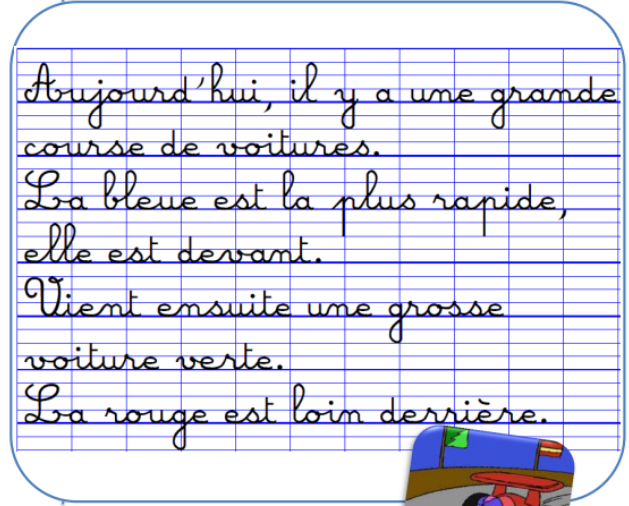 Aujourd'hui, il y a une grande
course de voitures.
La bleue est la plus rapide,
elle est devant.
Vient ensuite une grosse
voiture verte.
La rouge est loin derrière.